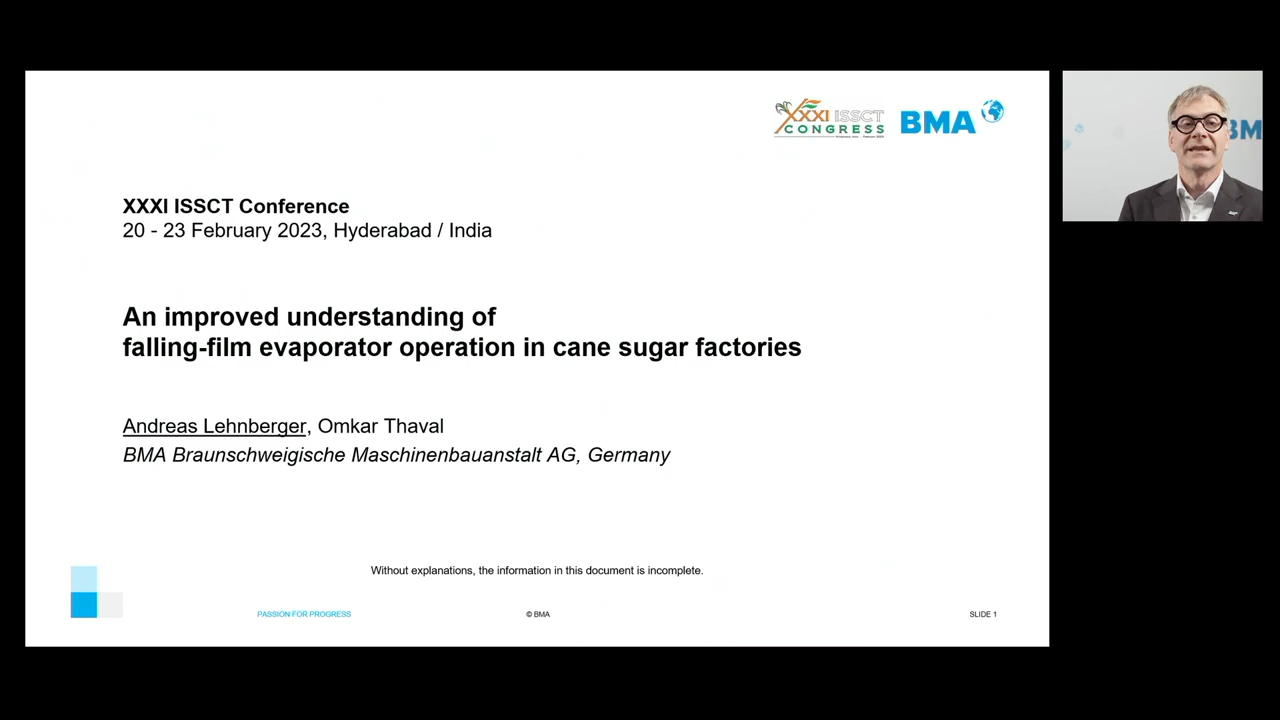 XXXI ISSCT
CONGRESS
BMA
BM
XXXI ISSCT Conference
20 - 23 February 2023, Hyderabad / India
An improved understanding of
falling-film evaporator operation in cane sugar factories
Andreas Lehnberger, Omkar Thaval
BMA Braunschweigische Maschinenbauanstalt AG, Germany
Without explanations, the information in this document is incomplete.
PASSION FOR PROGRESS
© BMA
SLIDE 1